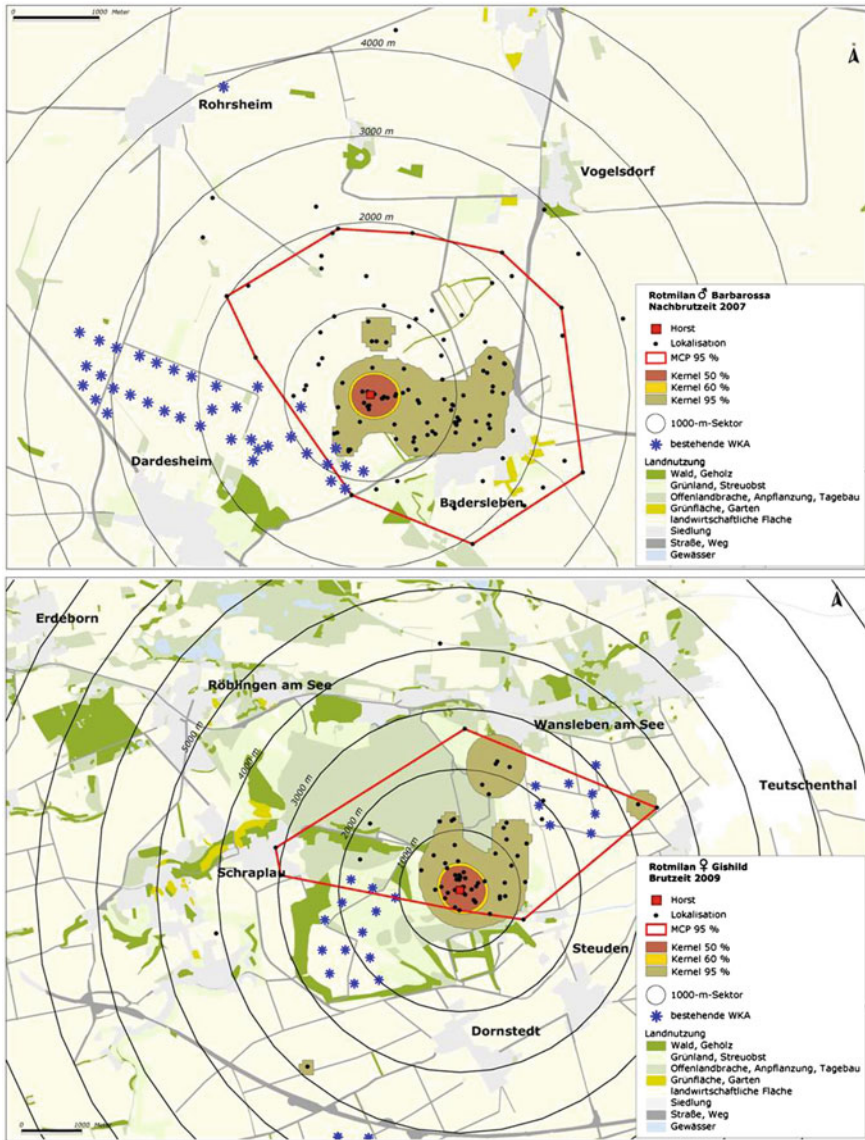 0
1000 Meter
4000 m
Rohrsheim
3000 m
Vogelsdorf
2000 m
Dardesheim
Badersleben
Rotmilan ♂ Barbarossa
Nachbrutzeit 2007
Horst
Lokalisation
MCP 95 %
Kernel 50 %
Kernel 60 %
Kernel 95 %
1000-m-Sektor
bestehende WKA
Landnutzung
Wald, Gehölz
Grünland, Streuobst
Offenlandbrache, Anpflanzung, Tagebau
Grünfläche, Garten
landwirtschaftliche Fläche
Siedlung
Straße, Weg
Gewässer
Erdeborn
Röblingen am See
Wansleben am See
5000 m
4000 m
3000 m
Teutschenthal
2000 m
1000 m
Schraplau
Steuden
Dornstedt
Rotmilan ♀ Gishild
Brutzeit 2009
Horst
Lokalisation
MCP 95 %
Kernel 50 %
Kernel 60 %
Kernel 95 %
1000-m-Sektor
bestehende WKA
Landnutzung
Wald, Gehölz
Grünland, Streuobst
Offenlandbrache, Anpflanzung, Tagebau
Grünfläche, Garten
landwirtschaftliche Fläche
Siedlung
Straße, Weg
Gewässer
0
1000 Meter